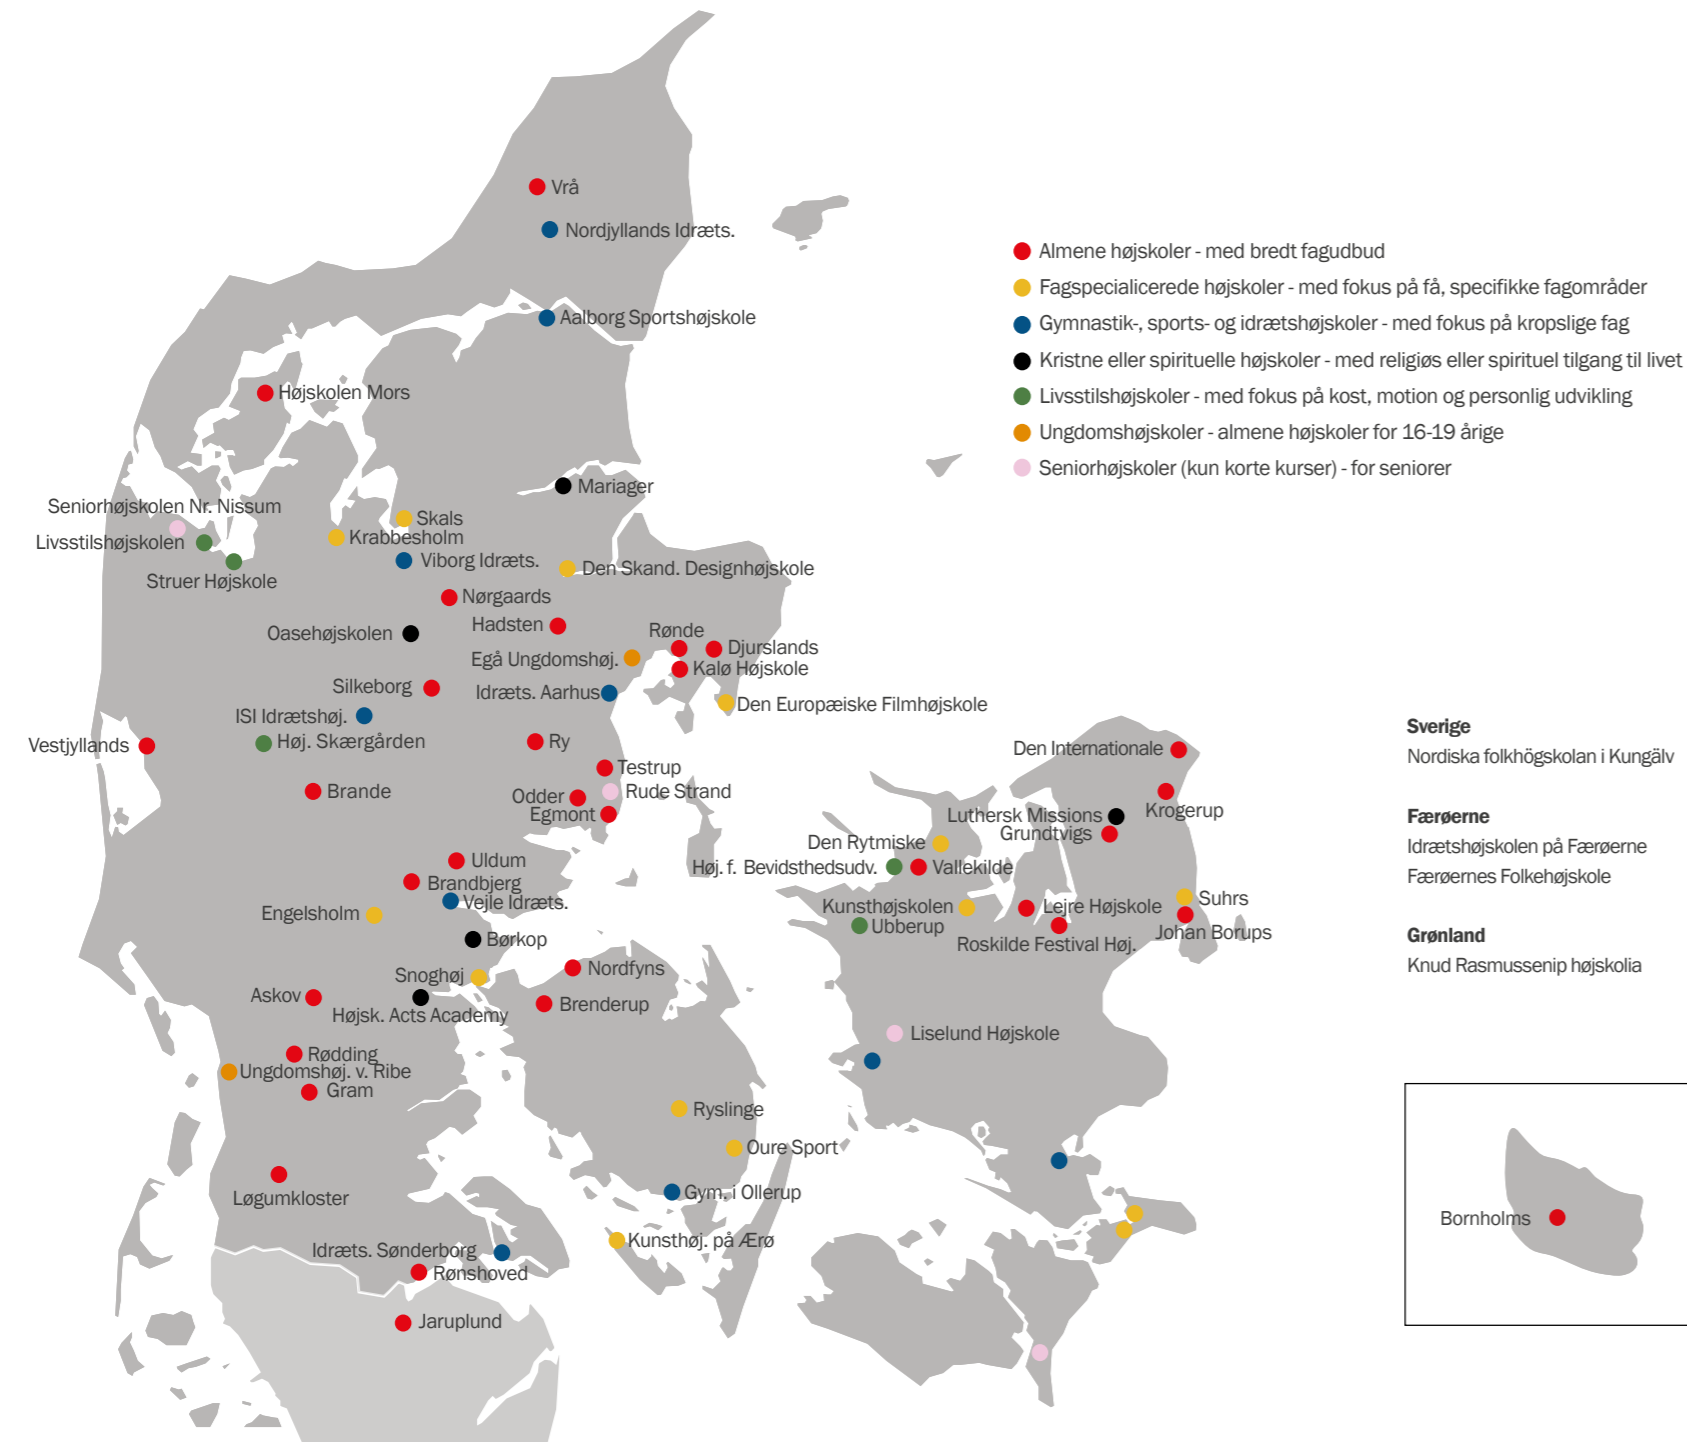 Vrå
Nordjyllands Idræts.
Aalborg Sportshøjskole
Højskolen Mors
Mariager
Seniorhøjskolen Nr. Nissum
Skals
Krabbesholm
Livsstilshøjskolen
Viborg Idræts.
Den Skand. Designhøjskole
Struer Højskole
Nørgaards
Hadsten
Oasehøjskolen
Rønde
Djurslands
Egå Ungdomshøj.
Kalø Højskole
Silkeborg
Idræts. Aarhus
Den Europæiske Filmhøjskole
ISI Idrætshøj.
Vestjyllands
Høj. Skærgården
Ry
Testrup
Brande
Odder
Rude Strand
Egmont
Uldum
Brandbjerg
Vejle Idræts.
Engelsholm
Børkop
Snoghøj
Nordfyns
Askov
Højsk. Acts Academy
Brenderup
Rødding
Ungdomshøj. v. Ribe
Gram
Ryslinge
Oure Sport
Løgumkloster
Gym. i Ollerup
Kunsthøj. på Ærø
Idræts. Sønderborg
Rønshoved
Jaruplund
Den Internationale
Krogerup
Luthersk Missions
Grundtvigs
Den Rytmiske
Høj. f. Bevidsthedsudv.
Vallekilde
Kunsthøjskolen
Lejre Højskole
Suhrs
Ubberup
Roskilde Festival Høj.
Johan Borups
Liselund Højskole
Almene højskoler - med bredt fagudbud
Fagspecialicerede højskoler - med fokus på få, specifikke fagområder
Gymnastik-, sports- og idrætshøjskoler - med fokus på kropslige fag
Kristne eller spirituelle højskoler - med religiøs eller spirituel tilgang til livet
Livsstilshøjskoler - med fokus på kost, motion og personlig udvikling
Ungdomshøjskoler - almene højskoler for 16-19 årige
Seniorhøjskoler (kun korte kurser) - for seniorer
Sverige
Nordiska folkhögskolan i Kungälv
Færøerne
Idrætshøjskolen på Færøerne
Færøernes Folkehøjskole
Grønland
Knud Rasmussenip højskolia
Bornholms